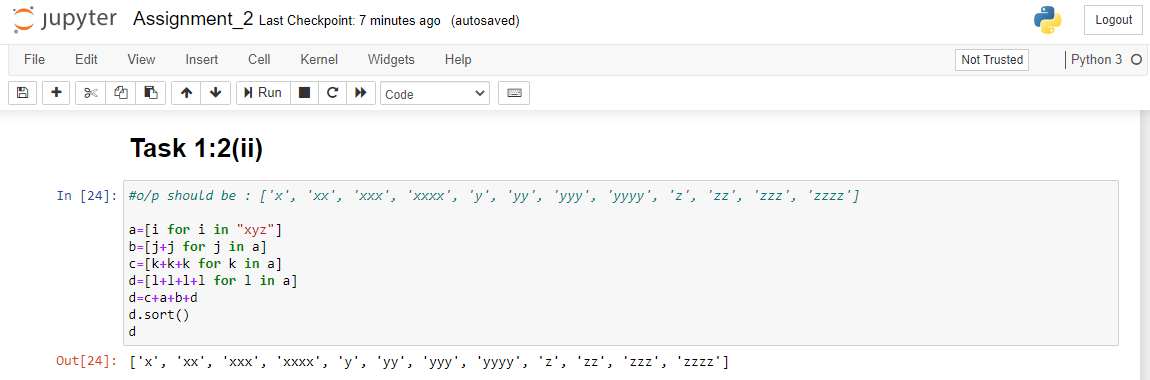 jupyter Assignment_2 Last Checkpoint: 7 minutes ago (autosaved)
Logout
File Edit View Insert Cell Kernel Widgets Help Not Trusted Python 3
Run Code
Task 1:2(ii)
In [24]: #o/p should be : ['x', 'xx', 'xxx', 'xxxx', 'y', 'yy', 'yyy', 'yyyy', 'z', 'zz', 'zzz', 'zzzz']
a=[i for i in "xyz"]
b=[j+j for j in a]
c=[k+k+k for k in a]
d=[l+l+l+l for l in a]
d=c+a+b+d
d.sort()
d
Out[24]: ['x', 'xx', 'xxx', 'xxxx', 'y', 'yy', 'yyy', 'yyyy', 'z', 'zz', 'zzz', 'zzzz']